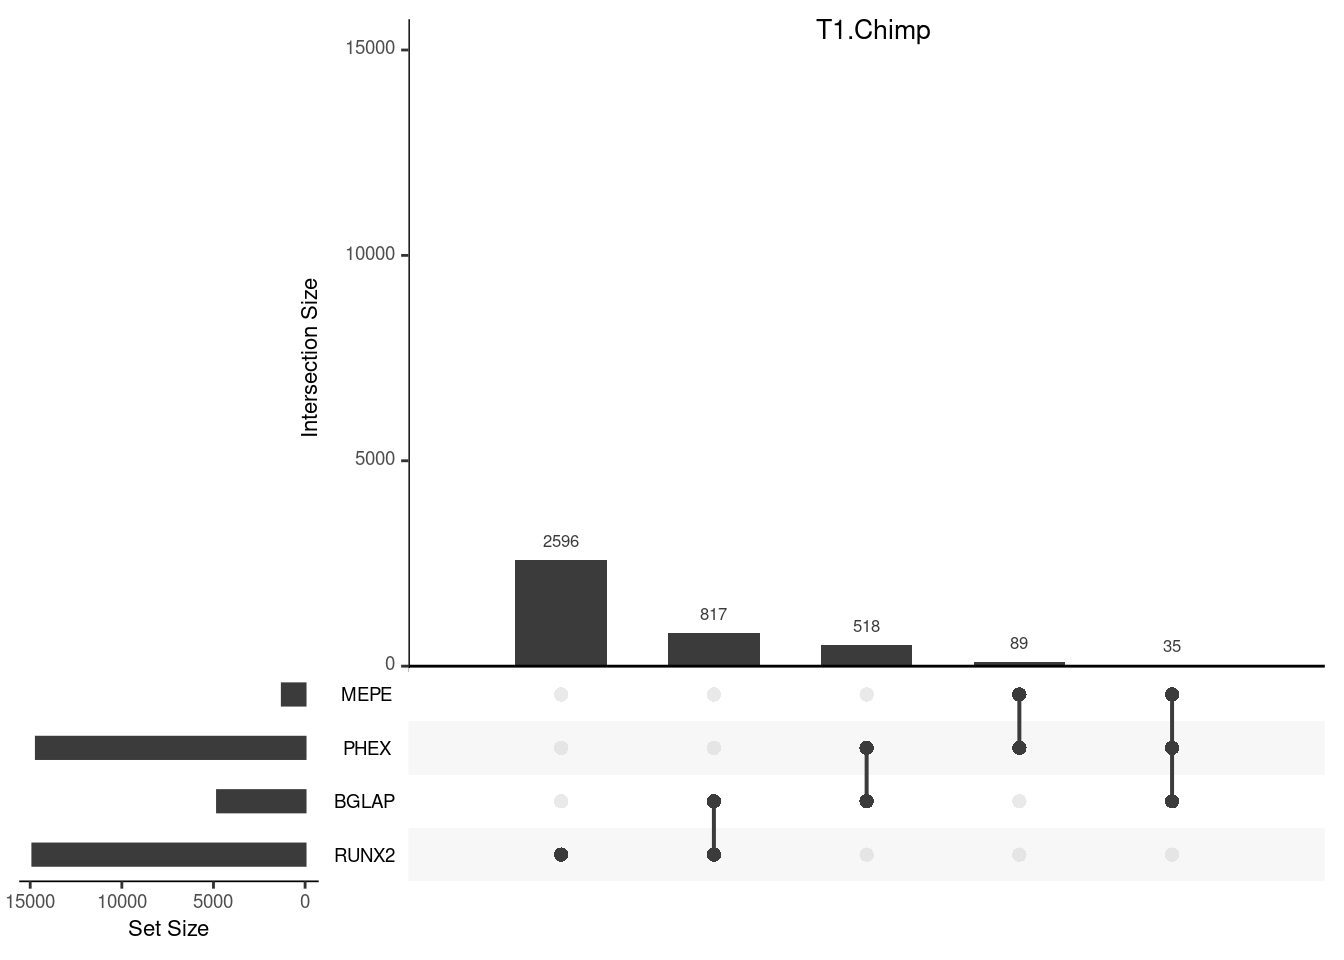 T1.Chimp
15000
10000
5000
0
Intersection Size
2596
817
518
89
35
MEPE
PHEX
BGLAP
RUNX2
15000 10000 5000 0
Set Size